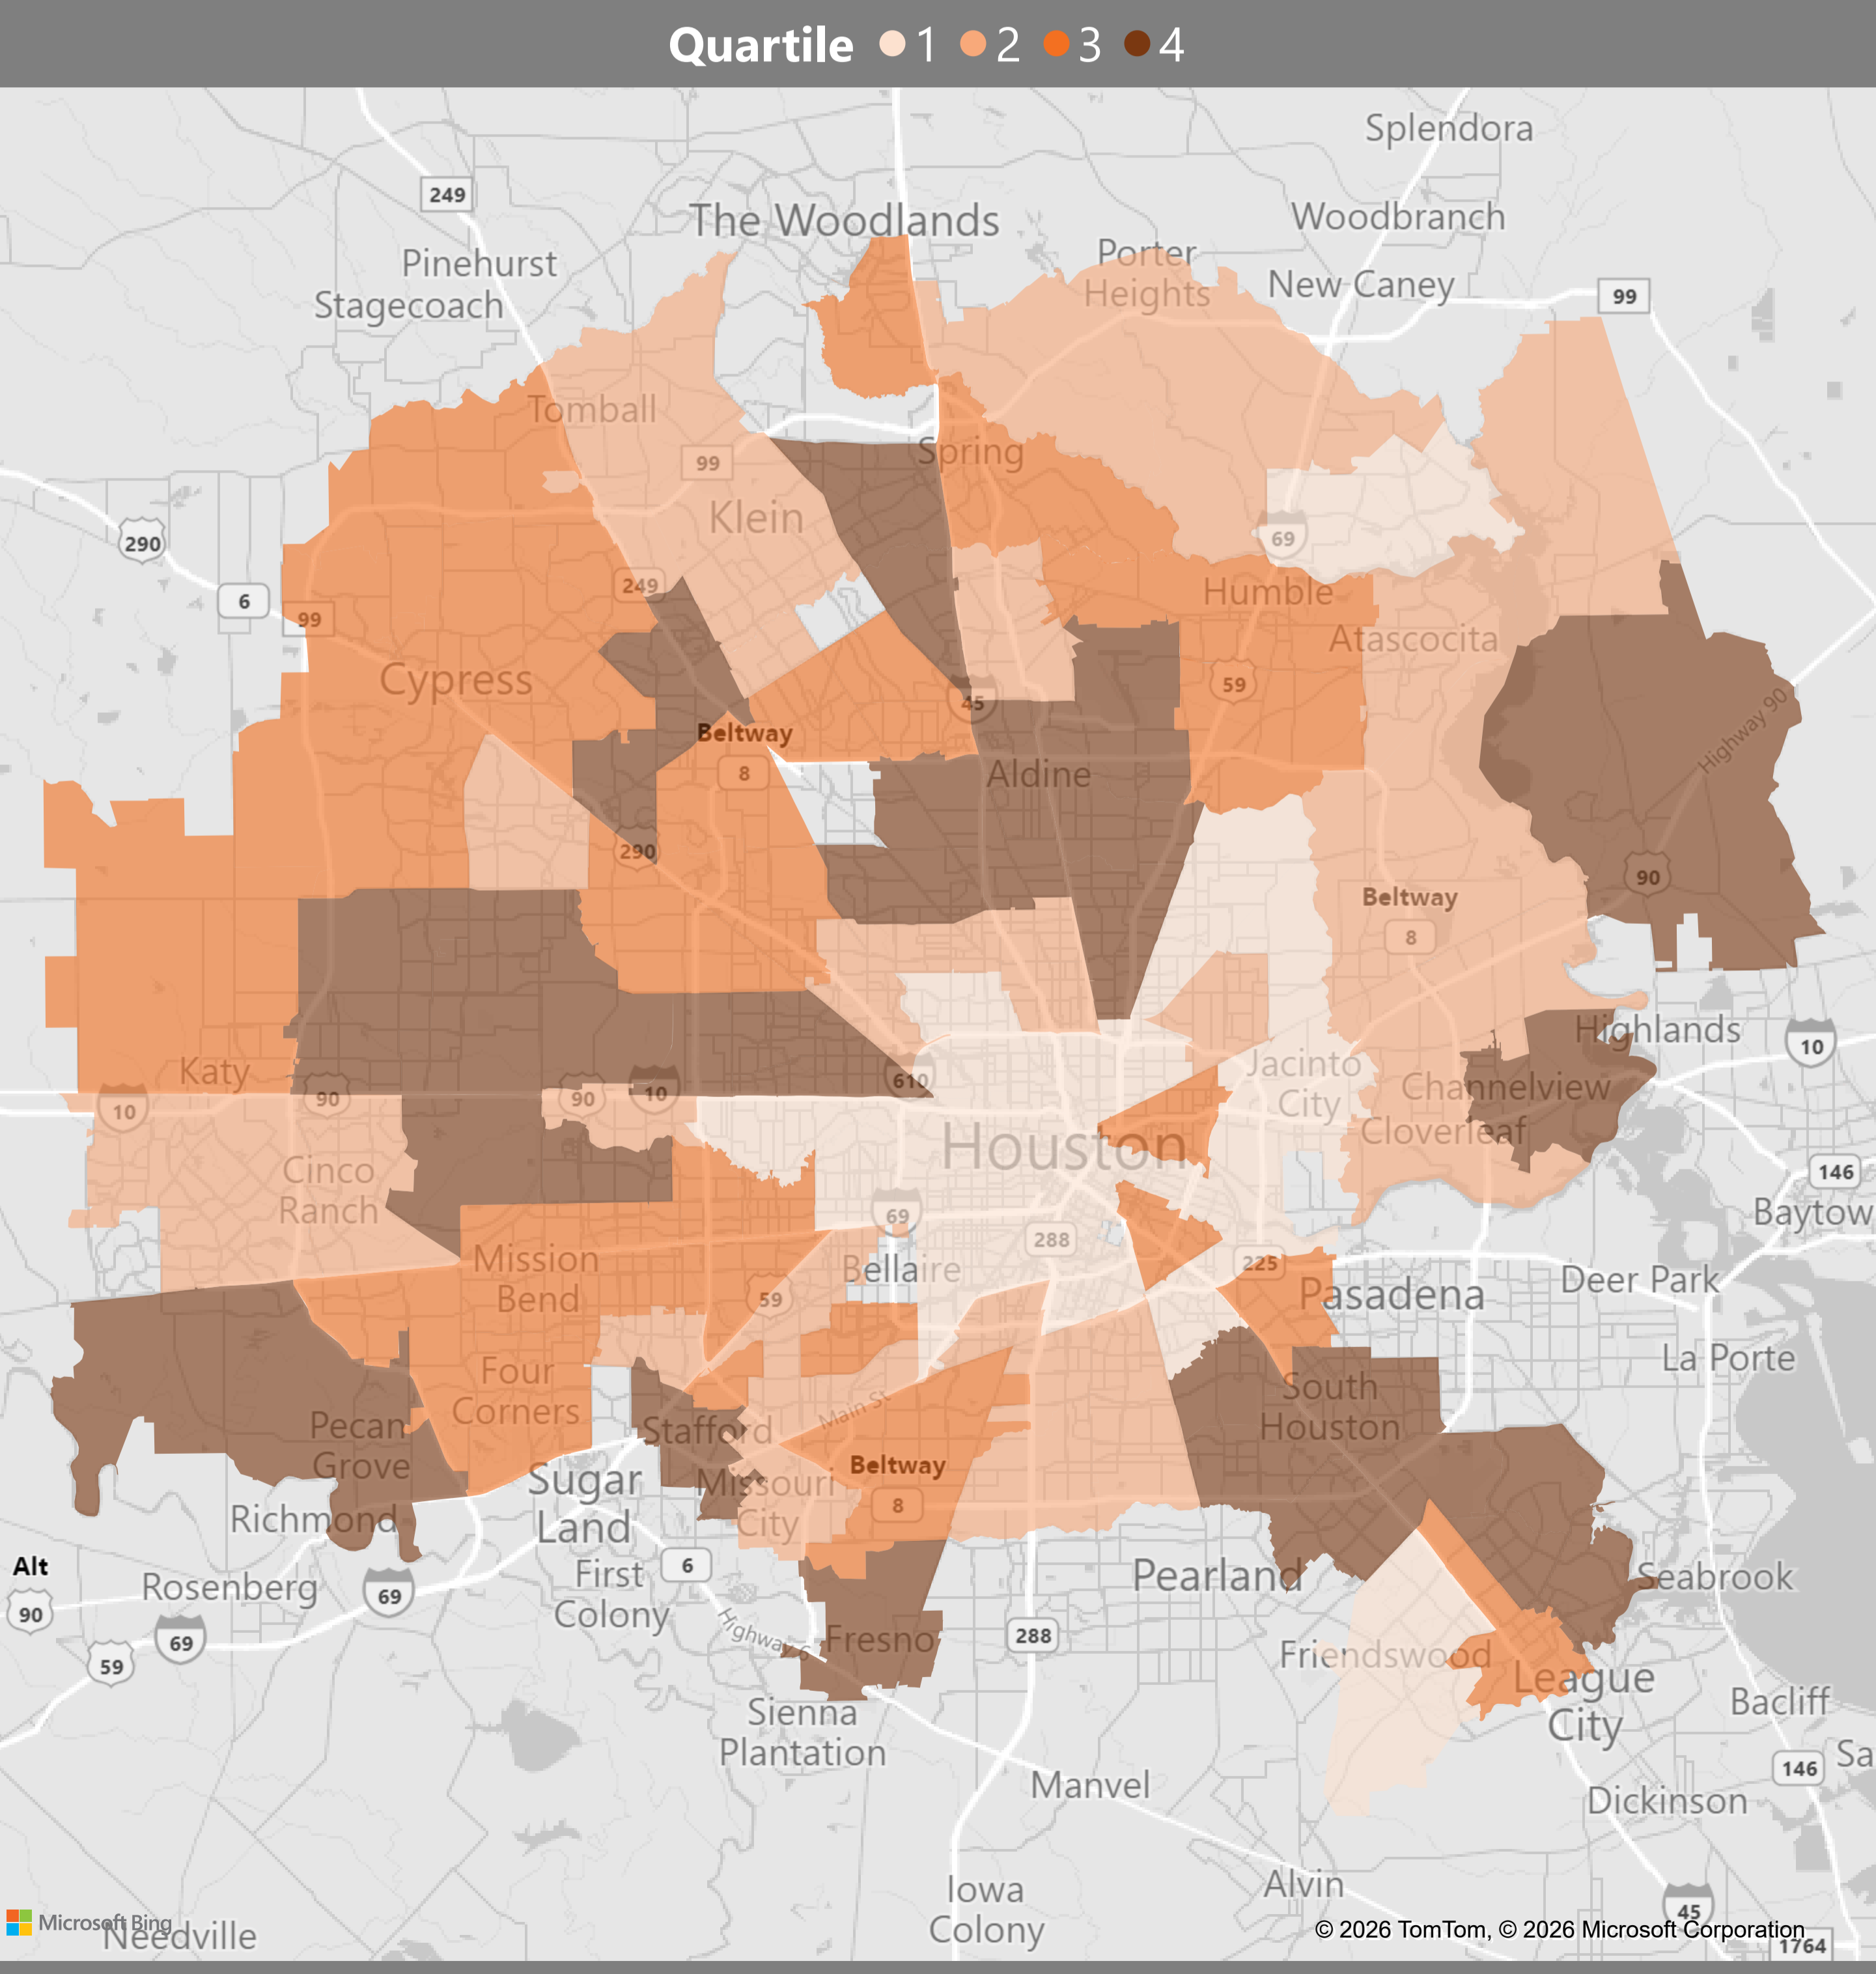 Quartile 1 2 3 4
Splendora
249
The Woodlands
Woodbranch
Pinehurst
Porter
Heights
New Caney
99
Stagecoach
Tomball
99
Spring
Klein
290
69
249
6
99
Humble
Atascocita
Cypress
59
45
Highway 90
Beltway
8
Aldine
290
90
Beltway
8
Highlands
10
Katy
610
Jacinto
City
Channelview
10
90
90
10
Cloverleaf
Houston
146
Cinco
Ranch
69
288
Baytow
Mission
Bend
Bellaire
225
Deer Park
59
Pasadena
La Porte
Four
Corners
South
Houston
Main St
Pecan
Grove
Stafford
Beltway
8
Sugar
Land
Missouri
City
Richmond
Alt
90
Rosenberg
69
First
Colony
6
Pearland
Seabrook
69
59
Highway 6
Fresno
288
Friendswood
League
City
Bacliff
Sienna
Plantation
146
Sa
Manvel
Dickinson
Alvin
Iowa
Colony
45
Microsoft Bing
Needville
© 2026 TomTom, © 2026 Microsoft Corporation
1764